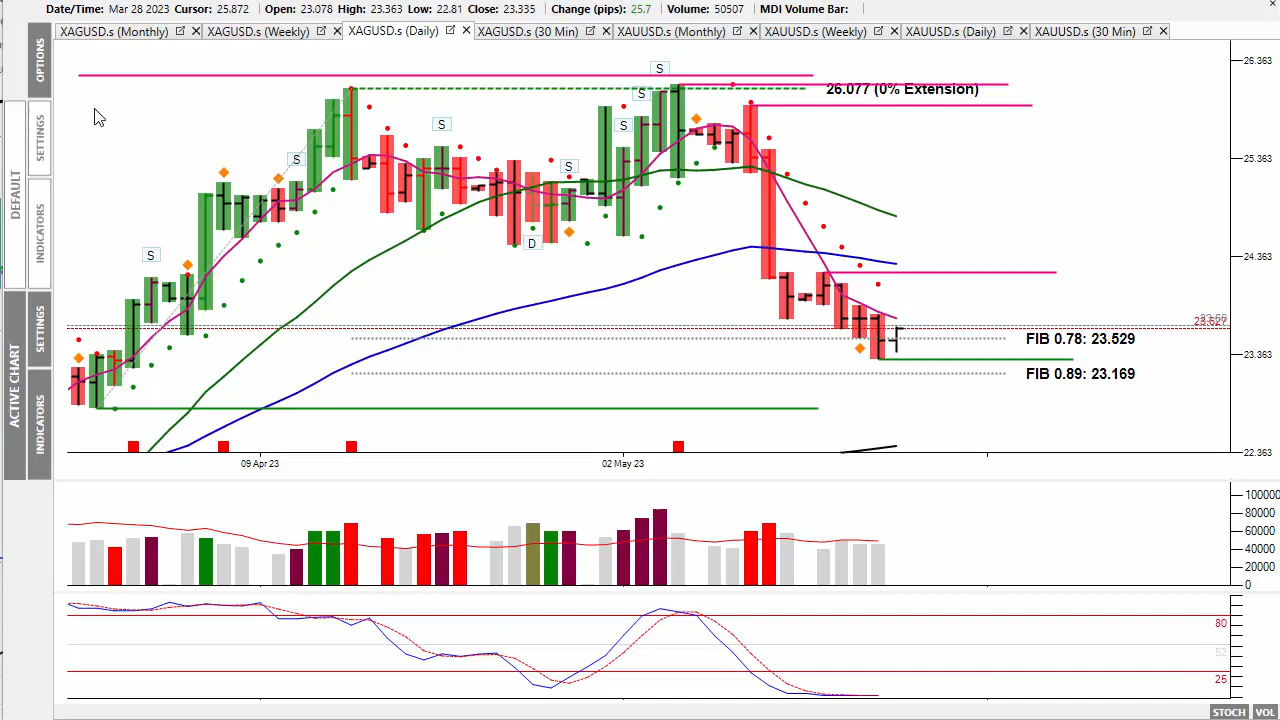 Date/Time: Mar 28 2023 Cursor: 25.872 Open: 23.078 High: 23.363 Low: 22.81 Close: 23.335 Change (pips): 25.7 Volume: 50507 MDI Volume Bar:
XAGUSD.s (Monthly) XAGUSD.s (Weekly) XAGUSD.s (Daily) XAGUSD.s (30 Min) XAUUSD.s (Monthly) XAUUSD.s (Weekly) XAUUSD.s (Daily) XAUUSD.s (30 Min)
OPTIONS
DEFAULT
SETTINGS
INDICATORS
ACTIVE CHART
SETTINGS
INDICATORS
26.363
S
26.077 (0% Extension)
S
S
S
S
25.363
S
D
S
24.363
23.627
FIB 0.78: 23.529
23.363
FIB 0.89: 23.169
22.363
09 Apr 23
02 May 23
100000
80000
60000
40000
20000
0
80
52
25
STOCH VOL